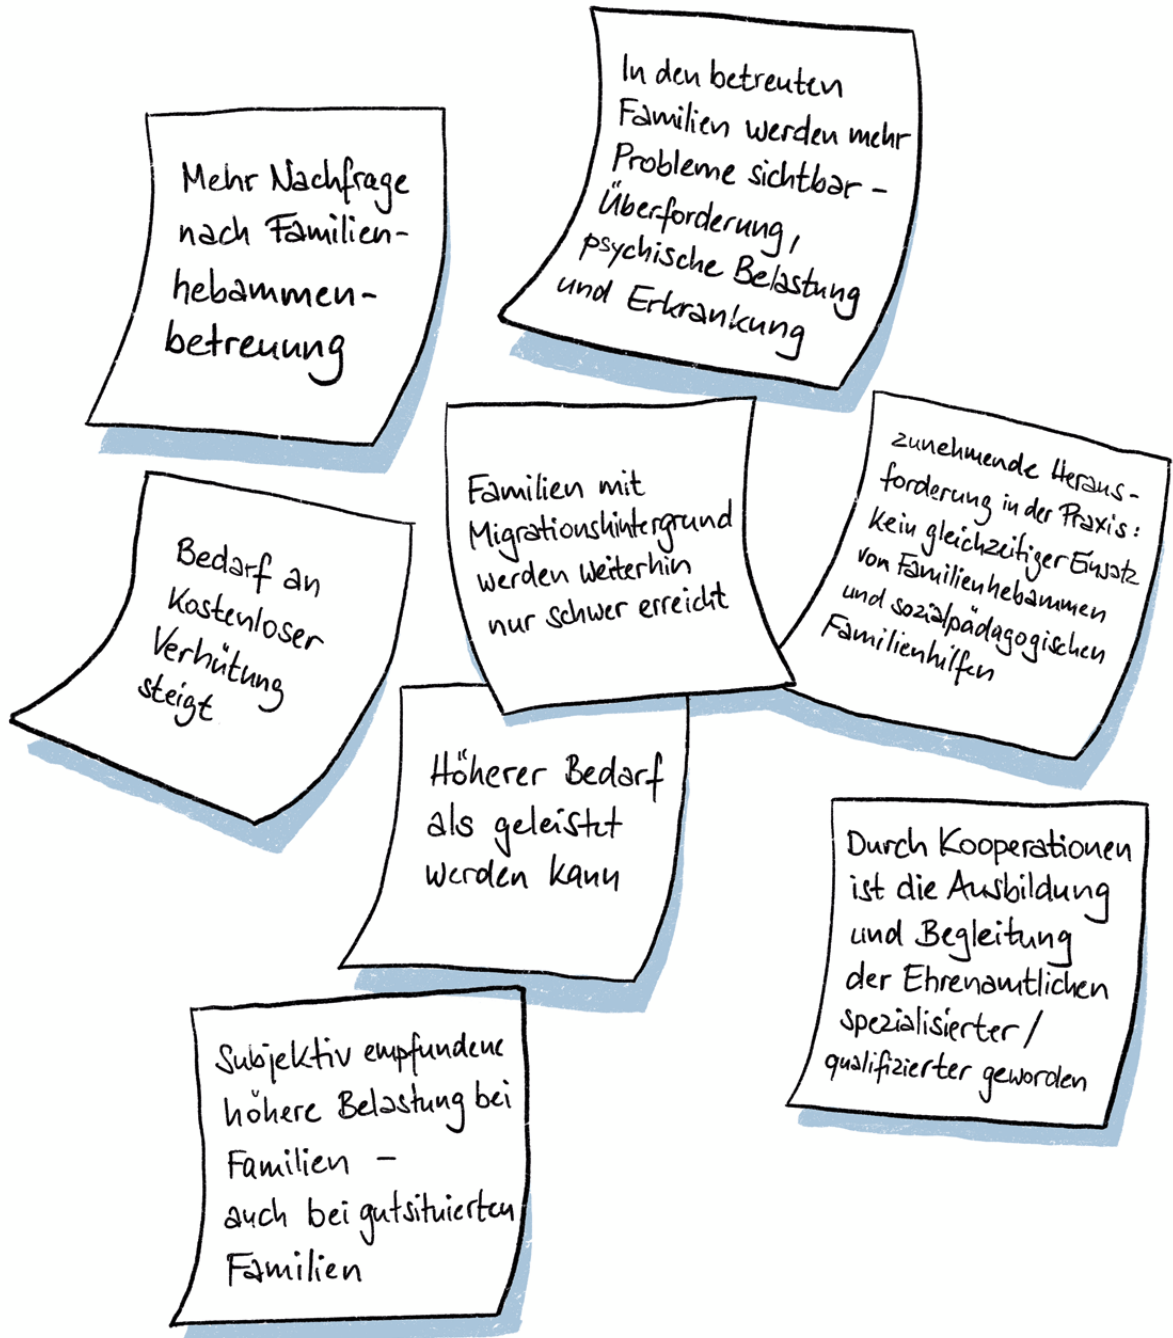 Mehr Nachfrage
nach Familien-
hebammen-
betreuung
In den betreuten
Familien werden mehr
Probleme sichtbar -
Überforderung,
psychische Belastung
und Erkrankung
Bedarf an
Kostenloser
Verhütung
steigt
Familien mit
Migrationshintergrund
werden weiterhin
nur schwer erreicht
zunehmende Heraus-
forderung in der Praxis:
Kein gleichzeitiger Einsatz
von Familienhebammen
und sozialpädagogischen
Familienhilfen
Höherer Bedarf
als geleistet
werden kann
Durch Kooperationen
ist die Ausbildung
und Begleitung
der Ehrenamtlichen
spezialisierter/
qualifizierter geworden
Subjektiv empfundene
höhere Belastung bei
Familien -
auch bei gutsituierten
Familien